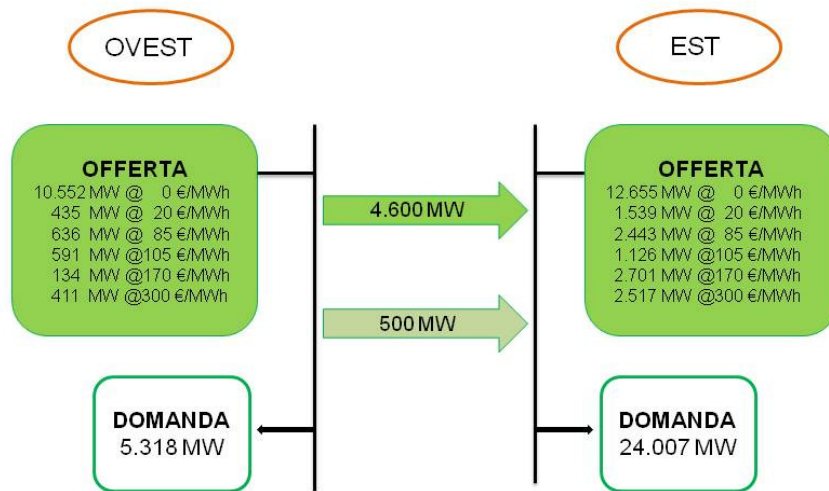 OVEST
EST
OFFERTA
10.552 MW @ 0 €/MWh
435 MW @ 20 €/MWh
636 MW @ 85 €/MWh
591 MW @105 €/MWh
134 MW @170 €/MWh
411 MW @300 €/MWh
4.600 MW
500 MW
OFFERTA
12.655 MW @ 0 €/MWh
1.539 MW @ 20 €/MWh
2.443 MW @ 85 €/MWh
1.126 MW @105 €/MWh
2.701 MW @170 €/MWh
2.517 MW @300 €/MWh
DOMANDA
5.318 MW
DOMANDA
24.007 MW